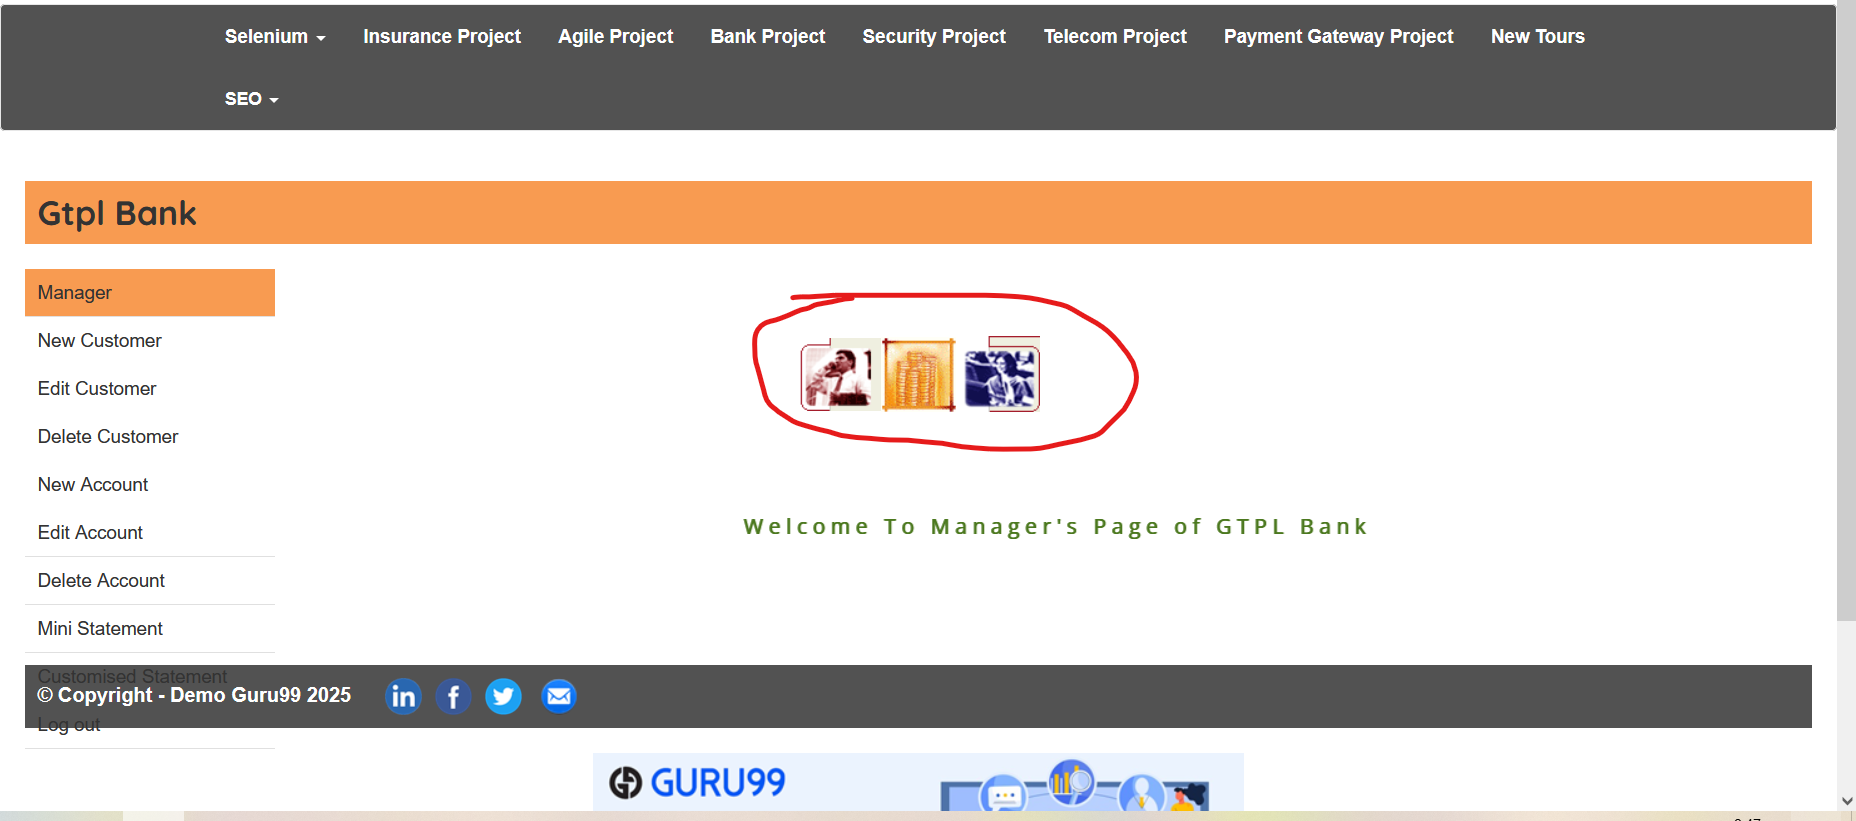 Selenium Insurance Project Agile Project Bank Project Security Project Telecom Project Payment Gateway Project New Tours
SEO
Gtpl Bank
Manager
New Customer
Edit Customer
Delete Customer
New Account
Edit Account
Delete Account
Mini Statement
Customised Statement
Log out
Welcome To Manager's Page of GTPL Bank
© Copyright - Demo Guru99 2025
in f
GURU99